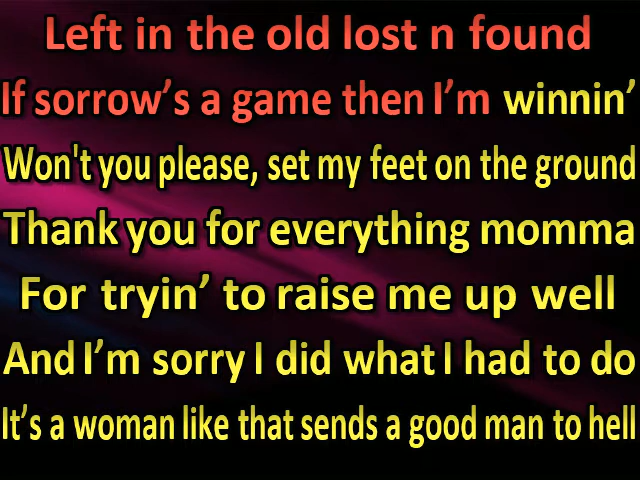 Left in the old lost n found
If sorrow’s a game then I’m winnin’
Won't you please, set my feet on the ground
Thank you for everything momma
For tryin’ to raise me up well
And I’m sorry I did what I had to do
It’s a woman like that sends a good man to hell